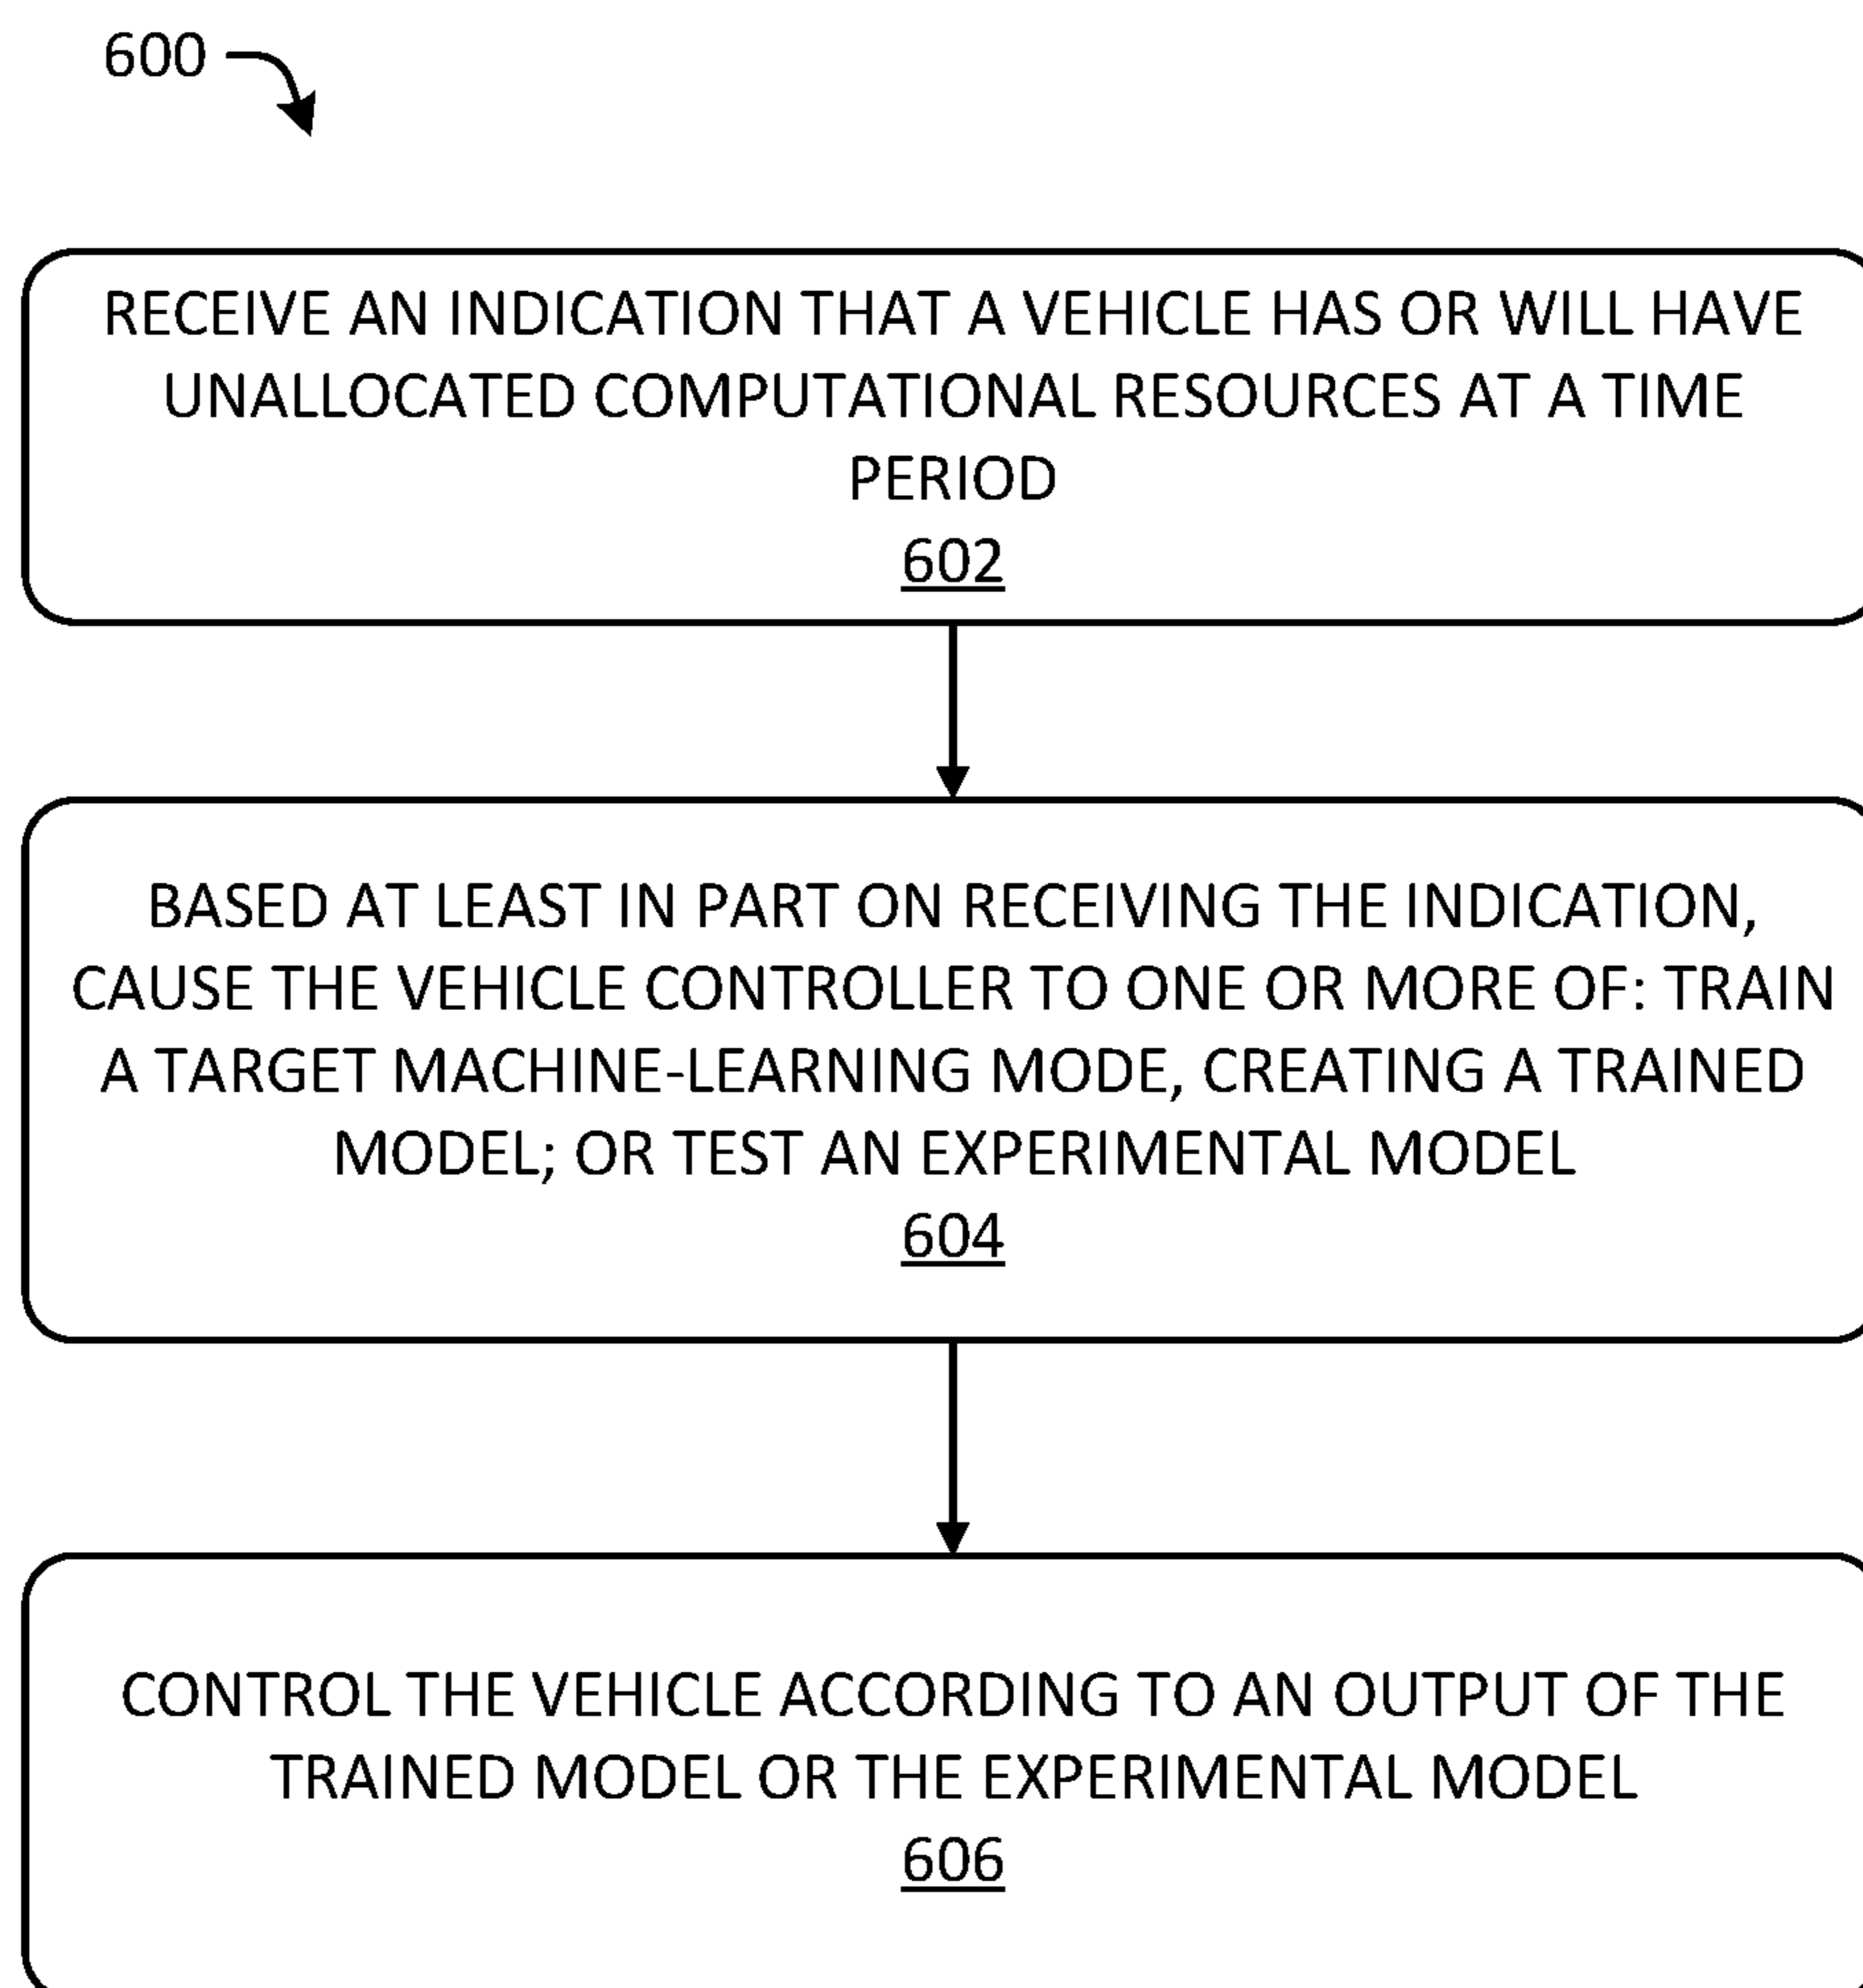 600
RECEIVE AN INDICATION THAT A VEHICLE HAS OR WILL HAVE
UNALLOCATED COMPUTATIONAL RESOURCES AT A TIME
PERIOD
602
BASED AT LEAST IN PART ON RECEIVING THE INDICATION,
CAUSE THE VEHICLE CONTROLLER TO ONE OR MORE OF: TRAIN
A TARGET MACHINE-LEARNING MODE, CREATING A TRAINED
MODEL; OR TEST AN EXPERIMENTAL MODEL
604
CONTROL THE VEHICLE ACCORDING TO AN OUTPUT OF THE
TRAINED MODEL OR THE EXPERIMENTAL MODEL
606